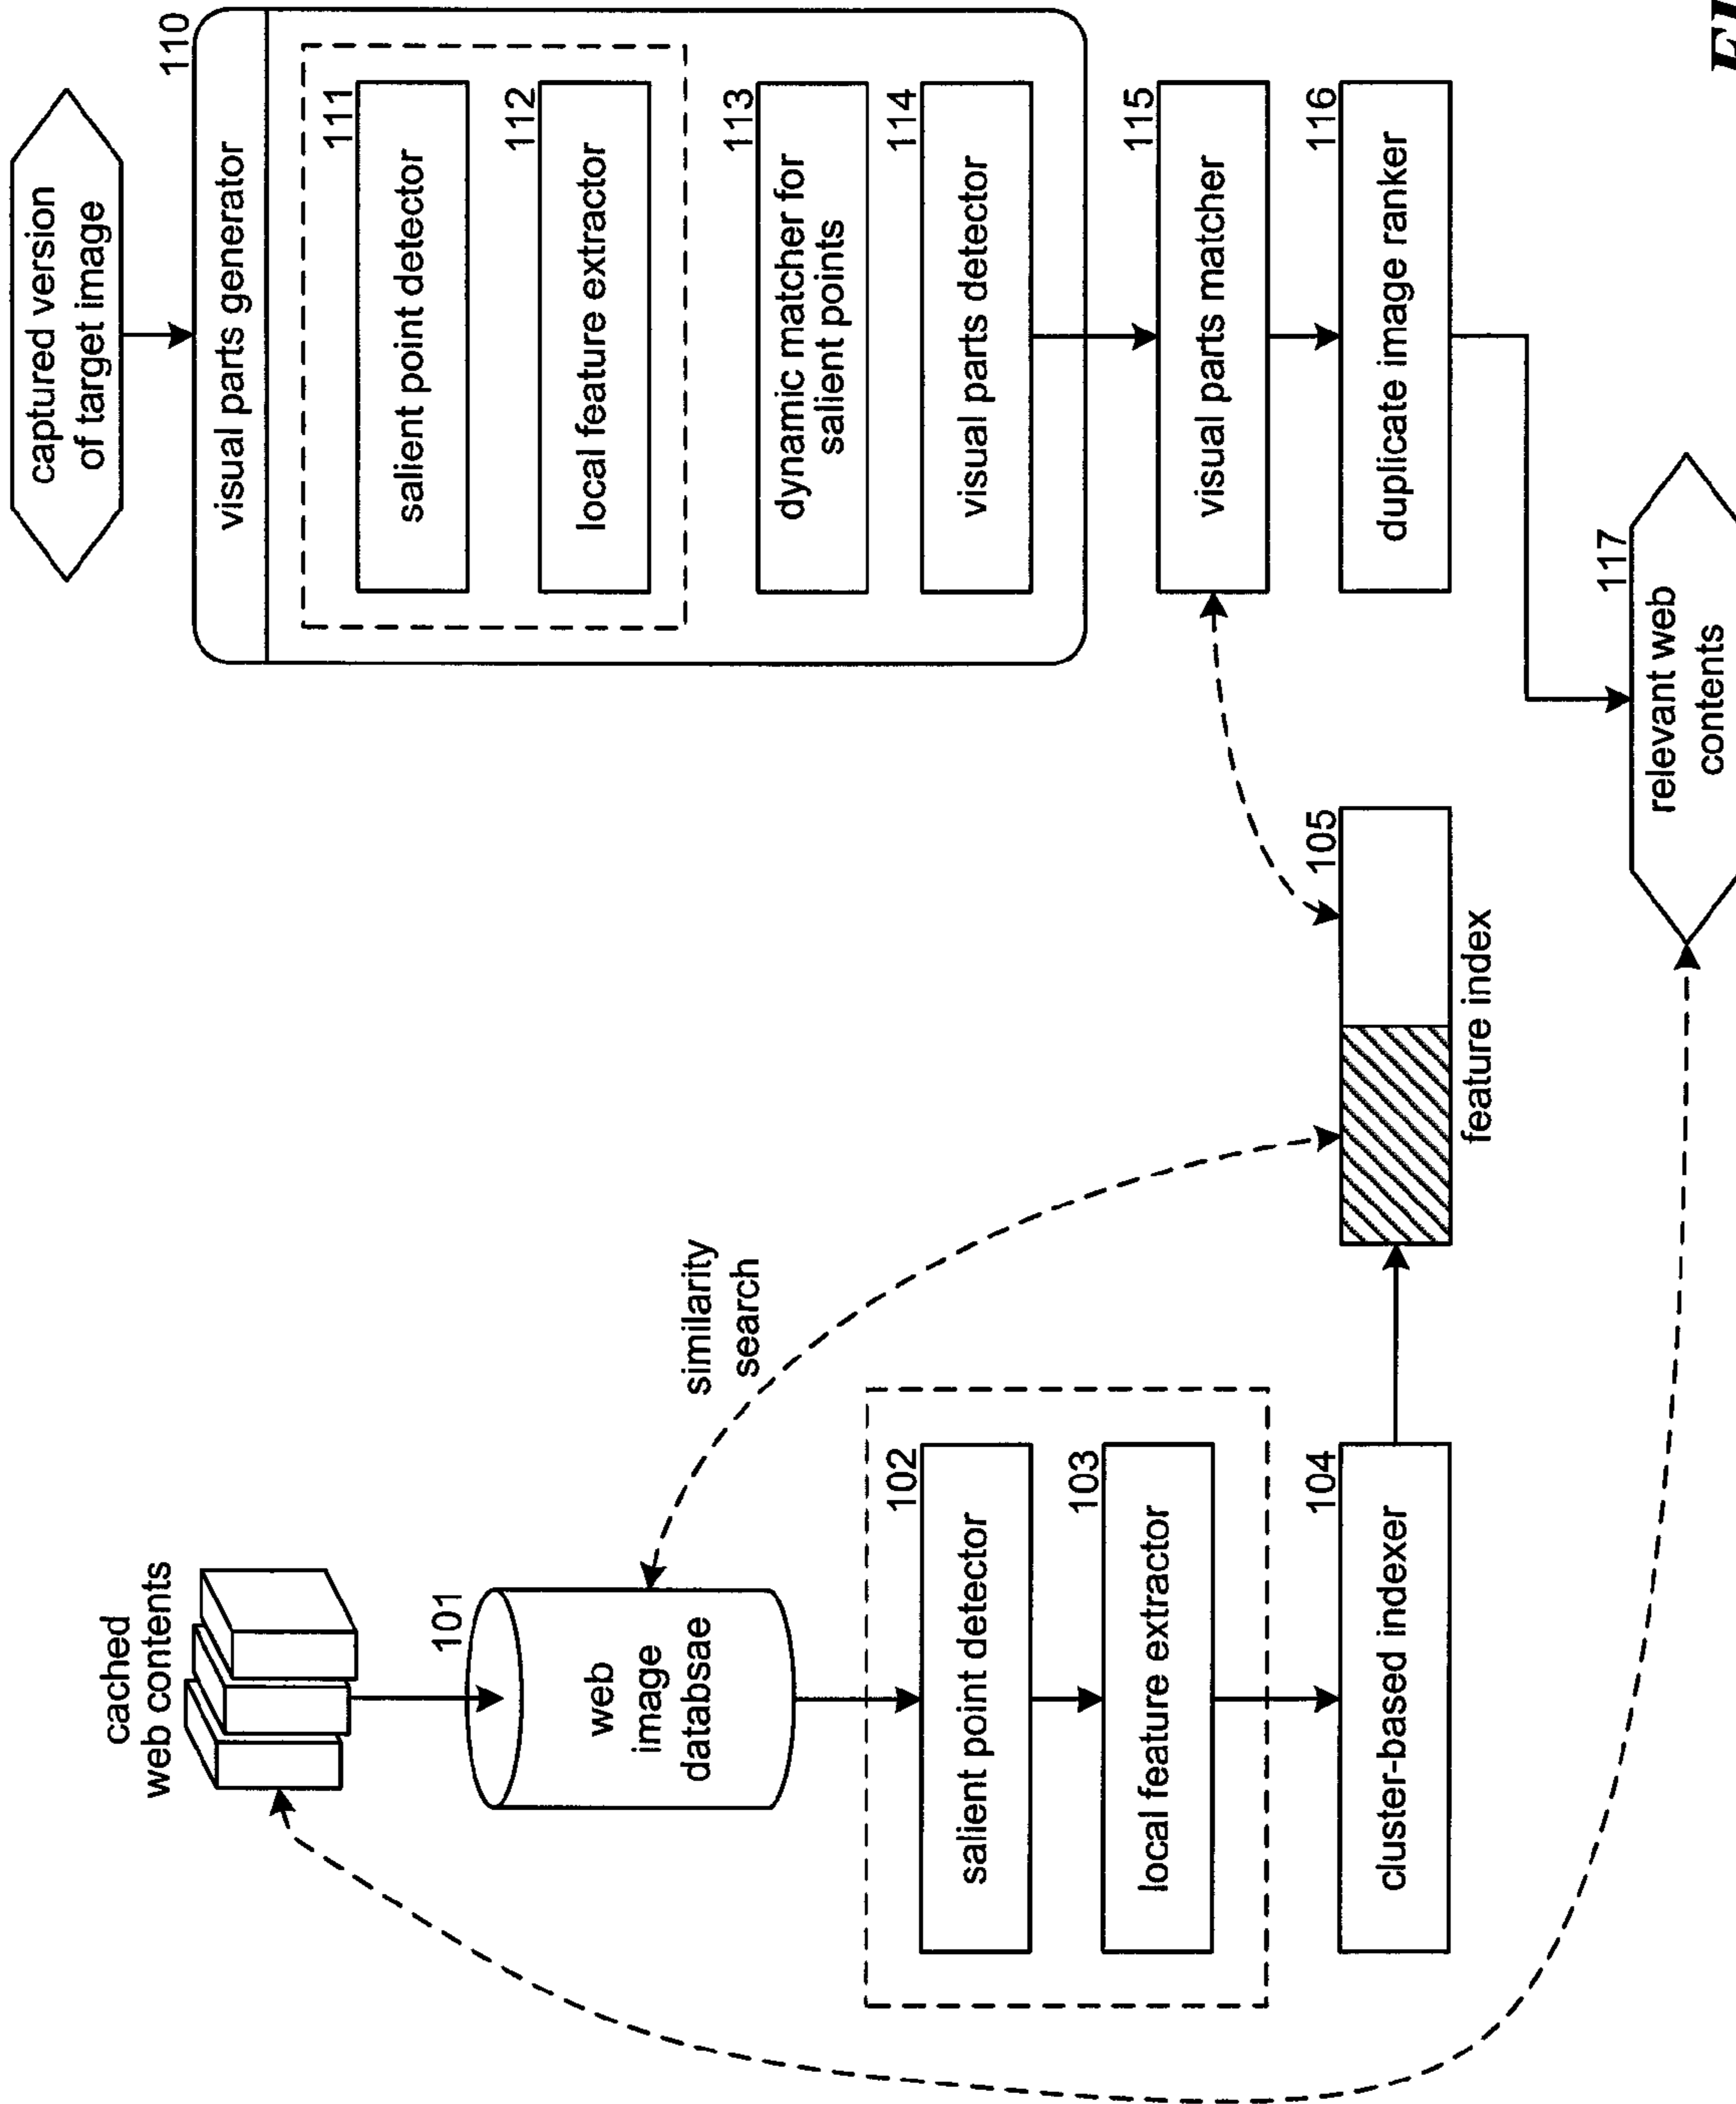 cached
web contents
101
web
image
databsae
102
salient point detector
103
local feature extractor
104
cluster-based indexer
similarity
search
105
feature index
captured version
of target image
110
visual parts generator
111
salient point detector
112
local feature extractor
113
dynamic matcher for
salient points
114
visual parts detector
115
visual parts matcher
116
duplicate image ranker
117
relevant web
contents